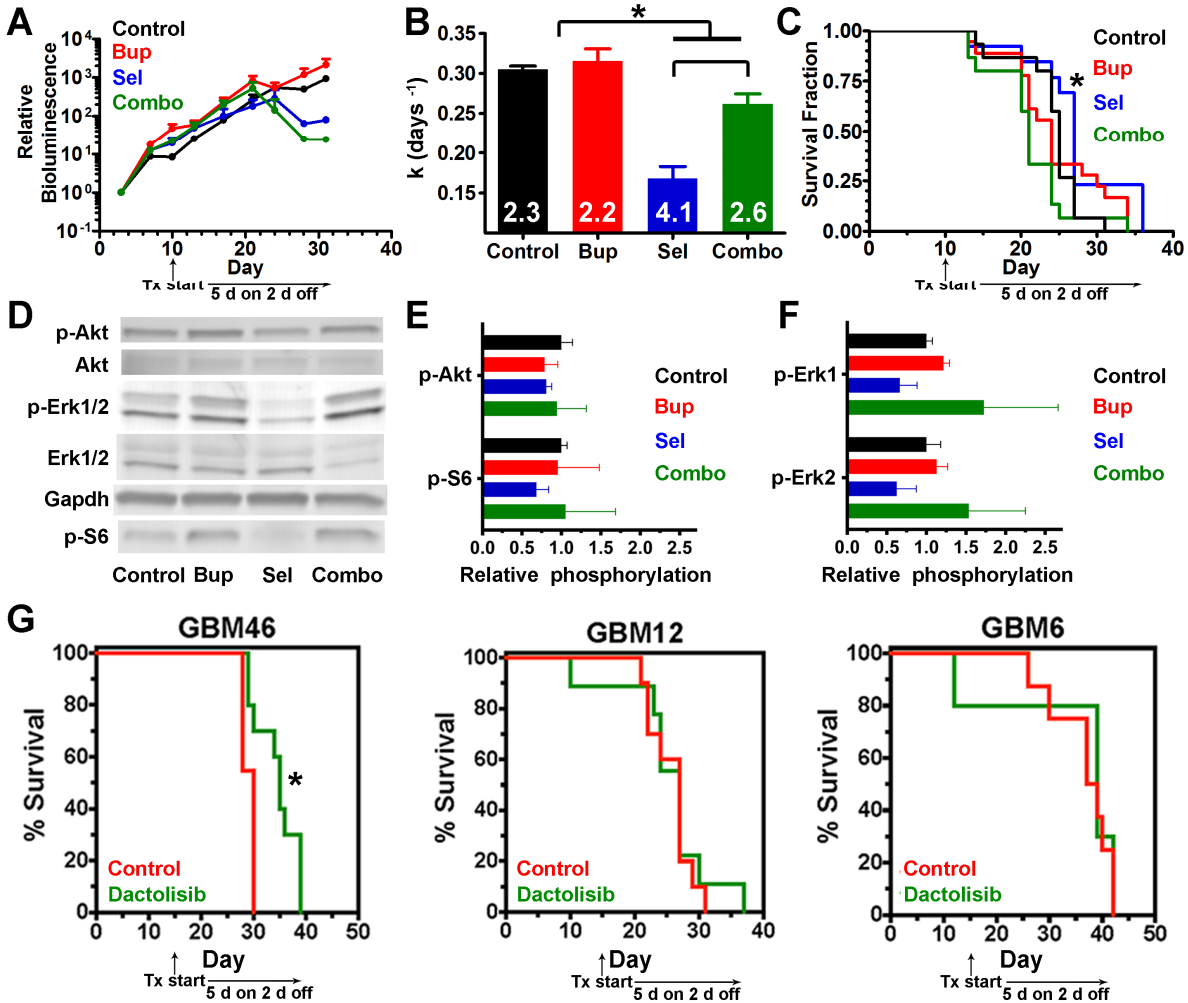 A
Control
Bup
Sel
Combo
Relative
Bioluminescence
10⁴
10³
10²
10¹
10⁰
10⁻¹
0 10 20 30 40
Day
Tx start
5 d on 2 d off
B
*
k (days ⁻¹)
0.35
0.30
0.25
0.20
0.15
2.3 2.2 4.1 2.6
Control Bup Sel Combo
C
Survival Fraction
1.00
0.75
0.50
0.25
0.00
*
Control
Bup
Sel
Combo
0 10 20 30 40
Day
Tx start
5 d on 2 d off
D
p-Akt
Akt
p-Erk1/2
Erk1/2
Gapdh
p-S6
Control Bup Sel Combo
E
p-Akt
p-S6
Control
Bup
Sel
Combo
0.0 0.5 1.0 1.5 2.0 2.5
Relative phosphorylation
F
p-Erk1
p-Erk2
Control
Bup
Sel
Combo
0.0 0.5 1.0 1.5 2.0 2.5
Relative phosphorylation
G
GBM46
% Survival
100
80
60
40
20
0
*
Control
Dactolisib
0 10 20 30 40 50
Day
Tx start
5 d on 2 d off
GBM12
% Survival
100
80
60
40
20
0
Control
Dactolisib
0 10 20 30 40
Day
Tx start
5 d on 2 d off
GBM6
% Survival
100
80
60
40
20
0
Control
Dactolisib
0 10 20 30 40 50
Day
Tx start
5 d on 2 d off